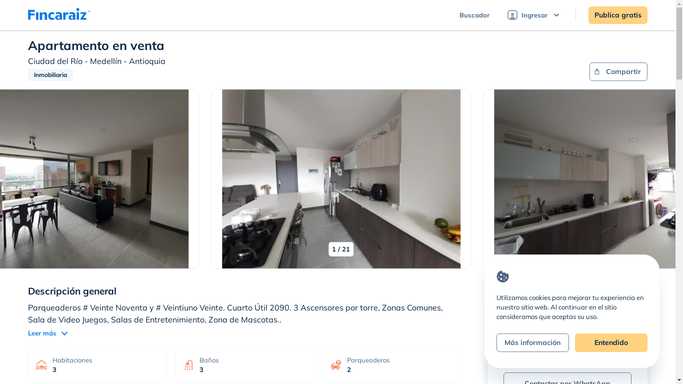 Fincaraiz
Buscador
Ingresar
Publica gratis
Apartamento en venta
Ciudad del Río - Medellín - Antioquia
Inmobiliaria
Compartir
1 / 21
Descripción general
Parqueaderos # Veinte Noventa y # Veintiuno Veinte. Cuarto Útil 2090. 3 Ascensores por torre, Zonas Comunes,
Sala de Video Juegos, Salas de Entretenimiento, Zona de Mascotas..
Leer más
Habitaciones
3
Baños
3
Parqueaderos
2
Utilizamos cookies para mejorar tu experiencia en
nuestro sitio web. Al continuar en el sitio
consideramos que aceptas su uso.
Más información
Entendido
Contactar por WhatsApp